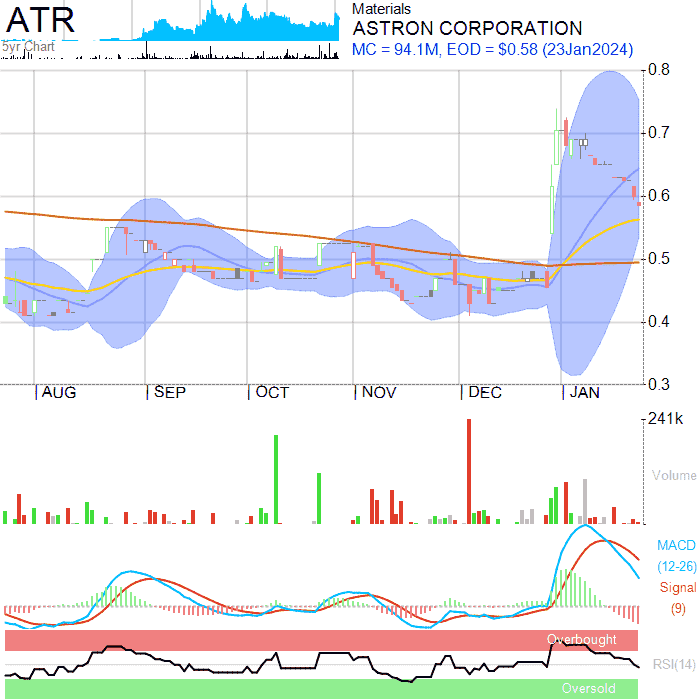 ATR
5yr Chart
Materials
ASTRON CORPORATION
MC = 94.1M, EOD = $0.58 (23Jan2024)
0.8
0.7
0.6
0.5
0.4
0.3
AUG SEP OCT NOV DEC JAN
241k
Volume
MACD
(12-26)
Signal
(9)
Overbought
RSI(14)
Oversold